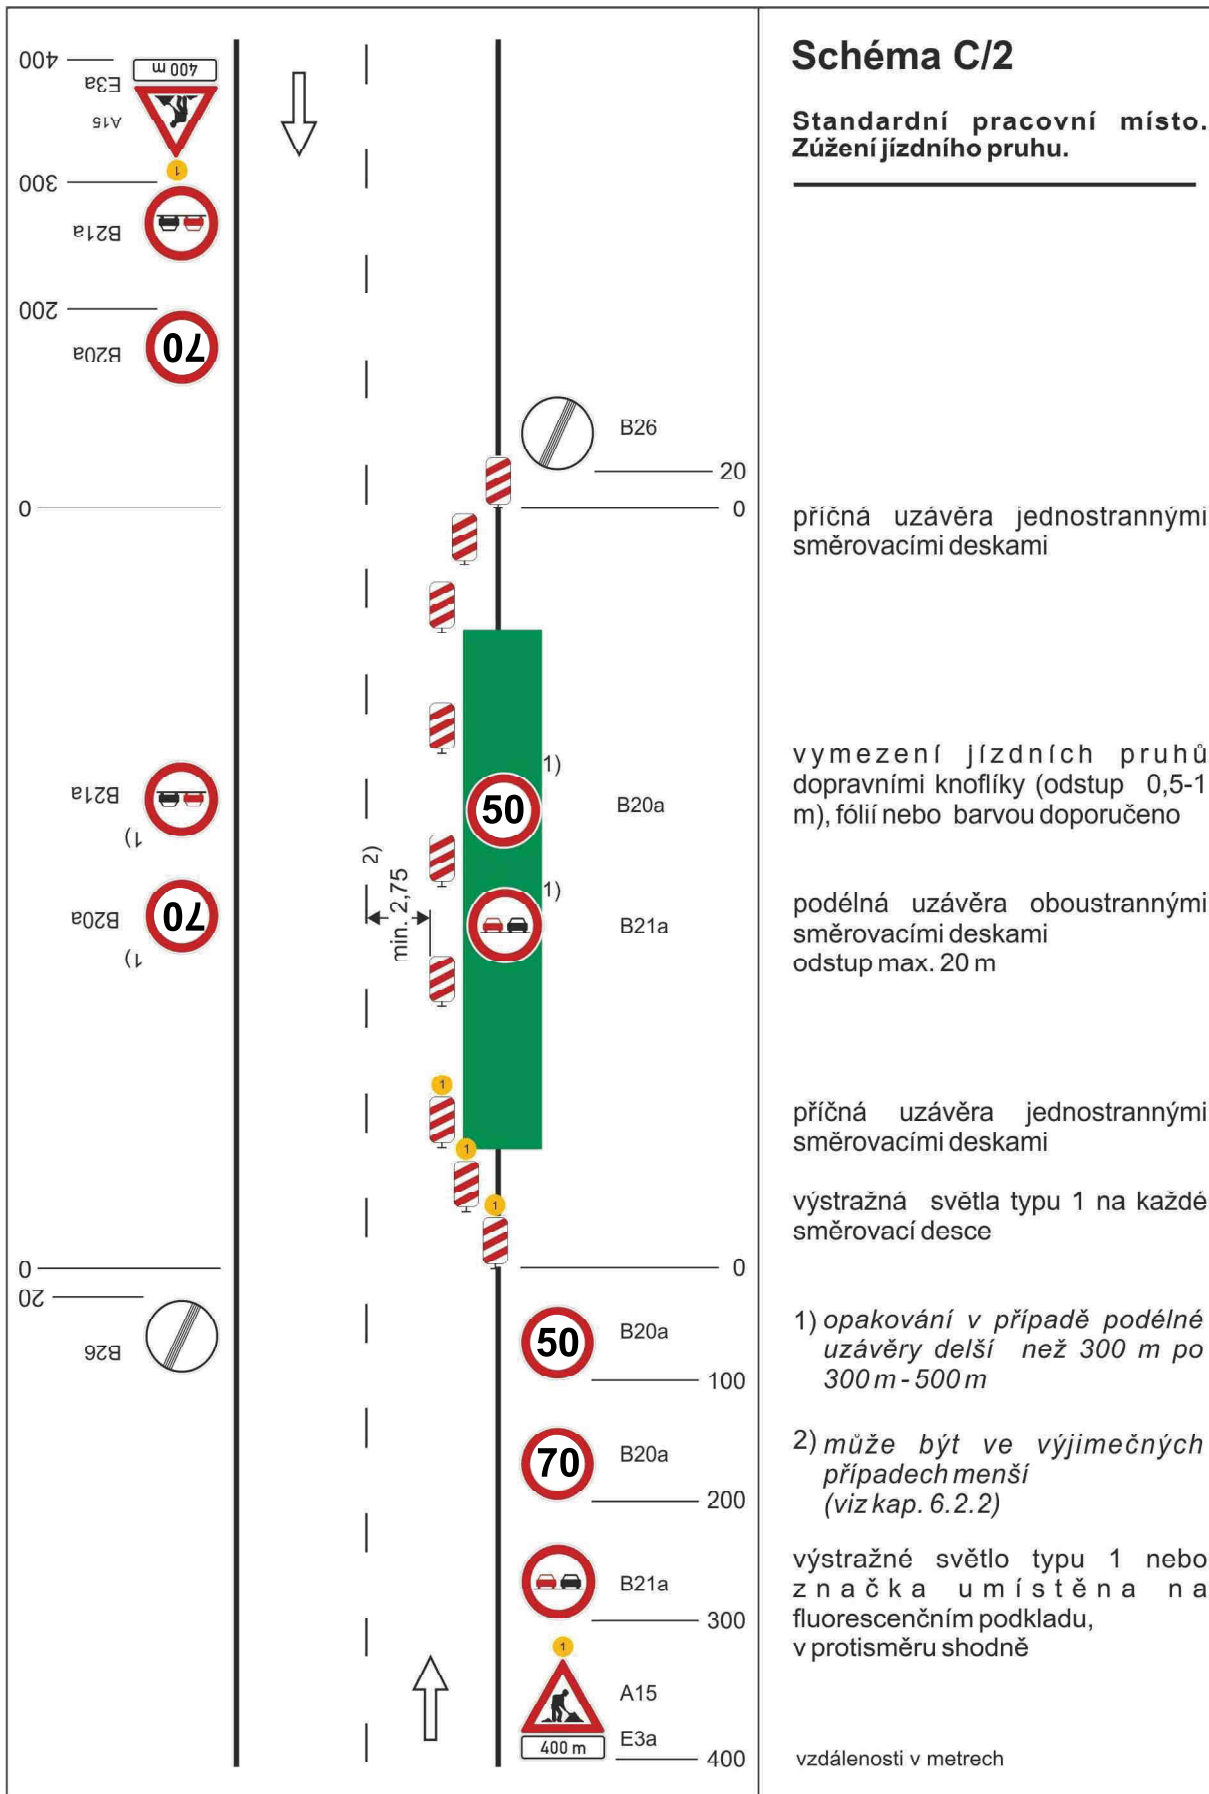 Schéma C/2
Standardní pracovní místo.
Zúžení jízdního pruhu.
400
400 m
E3a
A15
1
300
B21a
200
B20a
70
B26
20
0
0
příčná uzávěra jednostrannými
směrovacími deskami
vymezení jízdních pruhů
dopravními knoflíky (odstup 0,5-1
m), fólií nebo barvou doporučeno
1)
50
B20a
B21a
1)
2)
min. 2,75
1)
B21a
B20a
70
1)
podélná uzávěra oboustrannými
směrovacími deskami
odstup max. 20 m
1
příčná uzávěra jednostrannými
směrovacími deskami
1
1
výstražná světla typu 1 na každé
směrovací desce
0
0
20
B26
50
B20a
100
1) opakování v případě podélné
uzávěry delší než 300 m po
300 m - 500 m
70
B20a
200
2) může být ve výjimečných
případech menší
(viz kap. 6.2.2)
B21a
300
výstražné světlo typu 1 nebo
značka umístěna na
fluorescenčním podkladu,
v protisměru shodně
1
A15
E3a
400 m
400
vzdálenosti v metrech